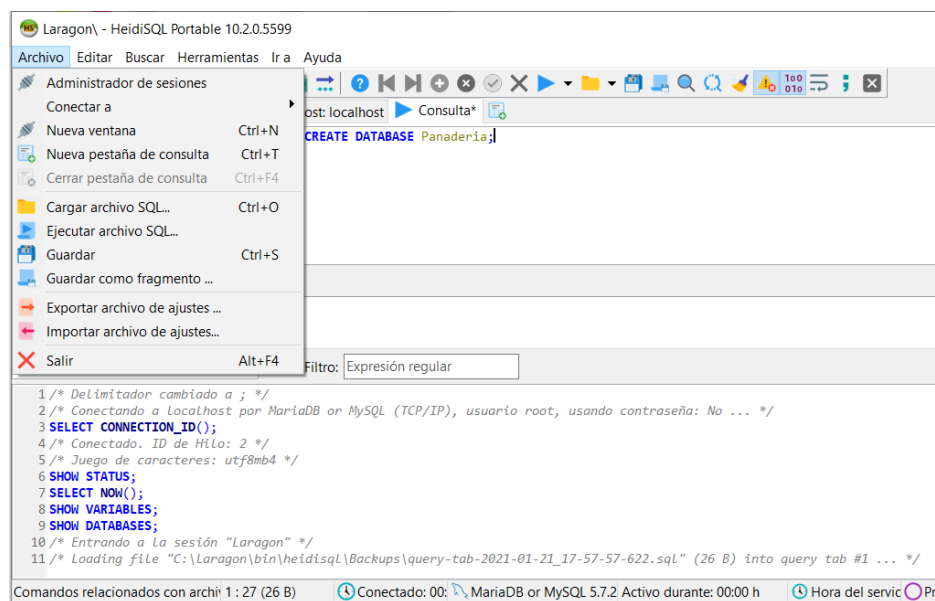 Laragon\ - HeidiSQL Portable 10.2.0.5599
Archivo Editar Buscar Herramientas Ir a Ayuda
Administrador de sesiones
Conectar a
Nueva ventana Ctrl+N
Nueva pestaña de consulta Ctrl+T
Cerrar pestaña de consulta Ctrl+F4
Cargar archivo SQL... Ctrl+O
Ejecutar archivo SQL...
Guardar Ctrl+S
Guardar como fragmento ...
Exportar archivo de ajustes ...
Importar archivo de ajustes...
Salir Alt+F4
ost: localhost Consulta*
CREATE DATABASE Panaderia;
Filtro: Expresión regular
1 /* Delimitador cambiado a ; */
2 /* Conectando a localhost por MariaDB or MySQL (TCP/IP), usuario root, usando contraseña: No ... */
3 SELECT CONNECTION_ID();
4 /* Conectado. ID de Hilo: 2 */
5 /* Juego de caracteres: utf8mb4 */
6 SHOW STATUS;
7 SELECT NOW();
8 SHOW VARIABLES;
9 SHOW DATABASES;
10 /* Entrando a la sesión "Laragon" */
11 /* Loading file "C:\laragon\bin\heidisql\Backups\query-tab-2021-01-21_17-57-57-622.sql" (26 B) into query tab #1 ... */
Comandos relacionados con archi 1 : 27 (26 B) Conectado: 00: MariaDB or MySQL 5.7.2 Activo durante: 00:00 h Hora del servic Pr